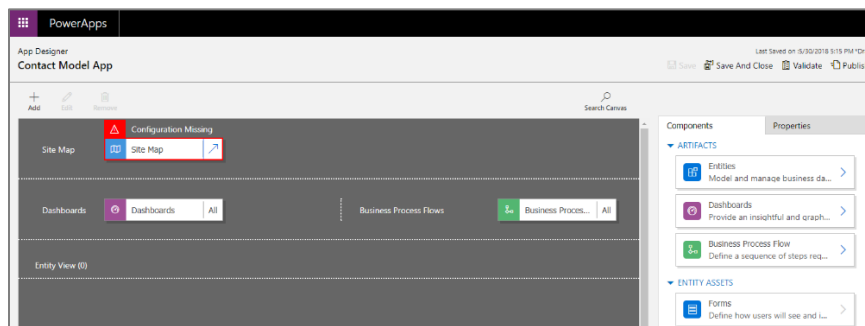 PowerApps
App Designer
Contact Model App
Last Saved on :5/30/2018 5:15 PM *Dr
Save
Save And Close
Validate
Publis
Add
Edit
Remove
Search Canvas
Configuration Missing
Site Map
Site Map
Dashboards
Dashboards
All
Business Process Flows
Business Proces...
All
Entity View (0)
Components
Properties
ARTIFACTS
Entities
Model and manage business da...
Dashboards
Provide an insightful and graph...
Business Process Flow
Define a sequence of steps req...
ENTITY ASSETS
Forms
Define how users will see and i...